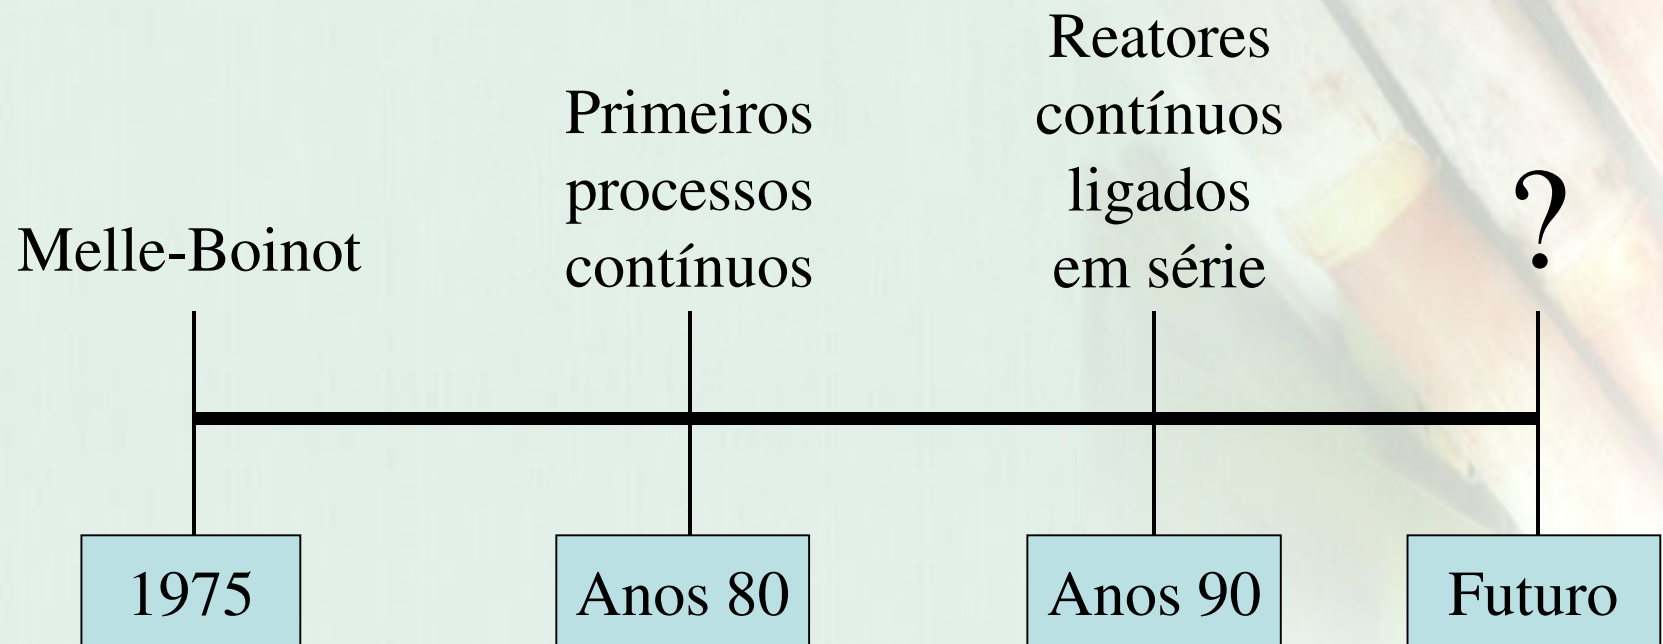 Melle-Boinot
Primeiros
processos
contínuos
Reatores
contínuos
ligados
em série
?
1975
Anos 80
Anos 90
Futuro